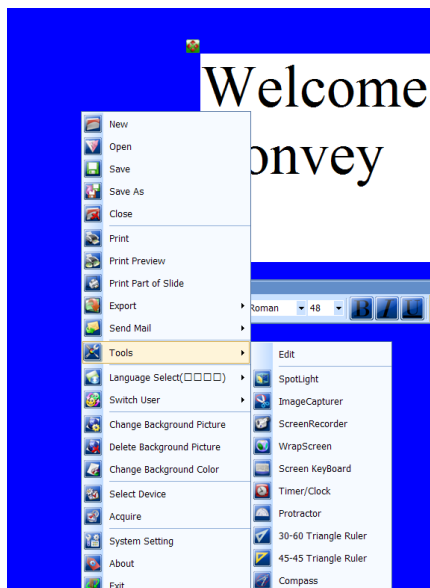 Welcome
onvey
New
Open
Save
Save As
Close
Print
Print Preview
Print Part of Slide
Export
Send Mail
Tools
Language Select(□□□□)
Switch User
Change Background Picture
Delete Background Picture
Change Background Color
Select Device
Acquire
System Setting
About
Exit
Roman 48 B I U
Edit
SpotLight
ImageCapturer
ScreenRecorder
WrapScreen
Screen KeyBoard
Timer/Clock
Protractor
30-60 Triangle Ruler
45-45 Triangle Ruler
Compass